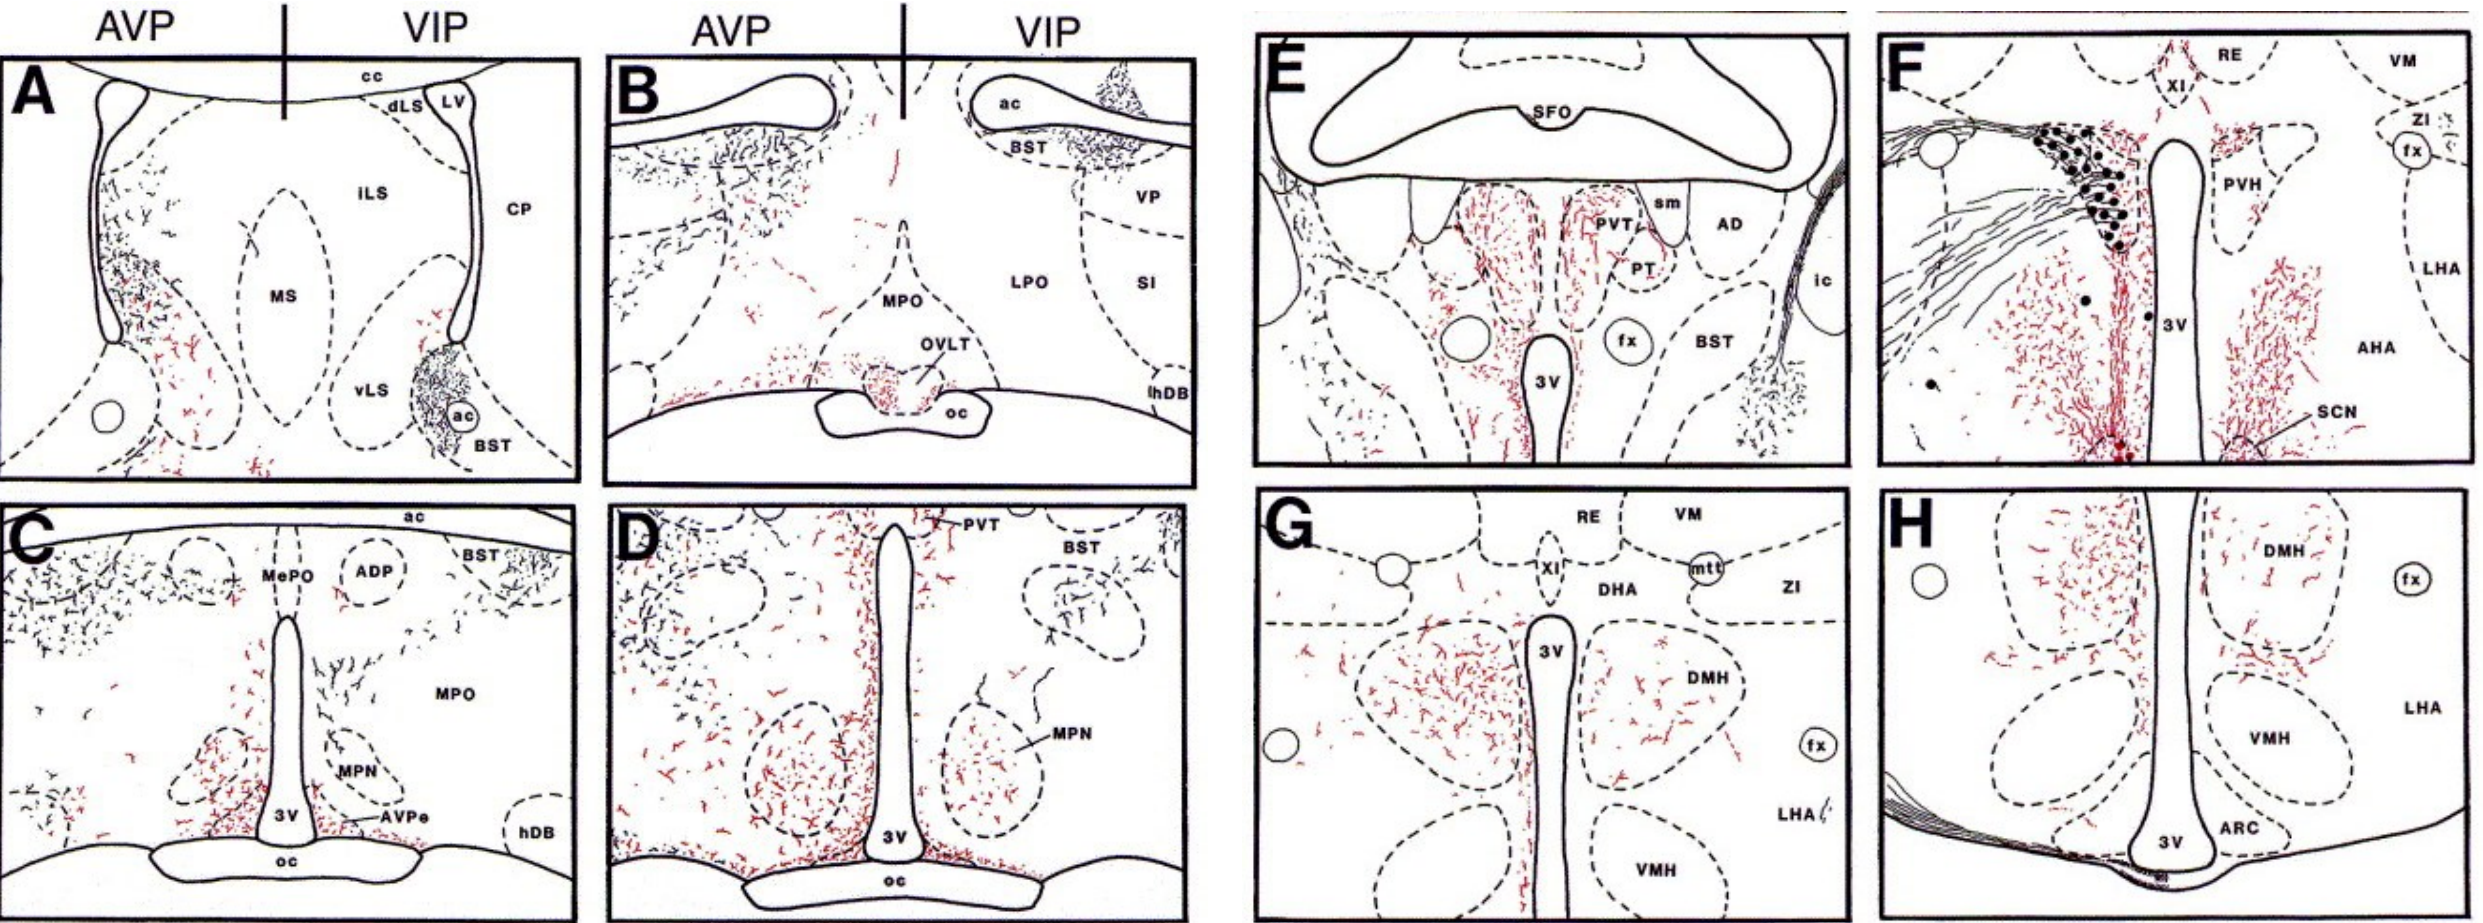 AVP VIP
AVP VIP
A
cc
dLS LV
iLS
CP
MS
vLS
ac
BST
B
ac
BST
VP
LPO
SI
MPO
OVLT
hDB
oc
C
ac
BST
MePO ADP
MPO
MPN
3V
AVPe
hDB
oc
D
PVT
BST
MPN
3V
oc
E
SFO
sm
PVT AD
PT
ic
fx
BST
3V
F
RE
VM
XI
ZI
fx
PVH
LHA
3V
AHA
SCN
G
RE VM
XI
mtt
DHA
ZI
3V
DMH
fx
LHA
VMH
H
DMH
fx
LHA
VMH
ARC
3V